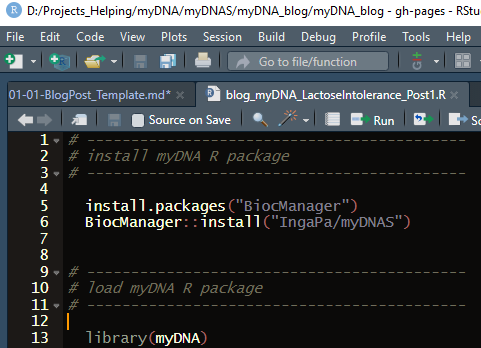 D:/Projects_Helping/myDNA/myDNAS/myDNA_blog/myDNA_blog - gh-pages - RStu
File Edit Code View Plots Session Build Debug Profile Tools Help
Go to file/function
01-01-BlogPost_Template.md* blog_myDNA_LactoseIntolerance_Post1.R
Source on Save Run So
1 # ---------------------------------------
2 # install myDNA R package
3 # ---------------------------------------
4
5 install.packages("BiocManager")
6 BiocManager::install("IngaPa/myDNAS")
7
8
9 # ---------------------------------------
10 # load myDNA R package
11 # ---------------------------------------
12
13 library(myDNA)